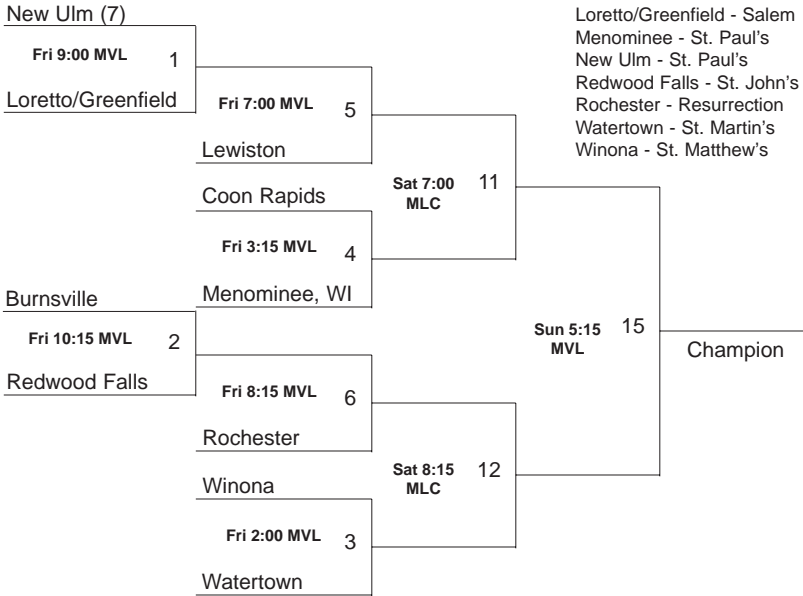 New Ulm (7)
Fri 9:00 MVL 1
Loretto/Greenfield
Fri 7:00 MVL 5
Lewiston
Coon Rapids
Sat 7:00
MLC
11
Fri 3:15 MVL 4
Menominee, WI
Burnsville
Fri 10:15 MVL 2
Redwood Falls
Sun 5:15
MVL
15
Champion
Fri 8:15 MVL 6
Rochester
Winona
Sat 8:15
MLC
12
Fri 2:00 MVL 3
Watertown
Loretto/Greenfield - Salem
Menominee - St. Paul's
New Ulm - St. Paul's
Redwood Falls - St. John's
Rochester - Resurrection
Watertown - St. Martin's
Winona - St. Matthew's